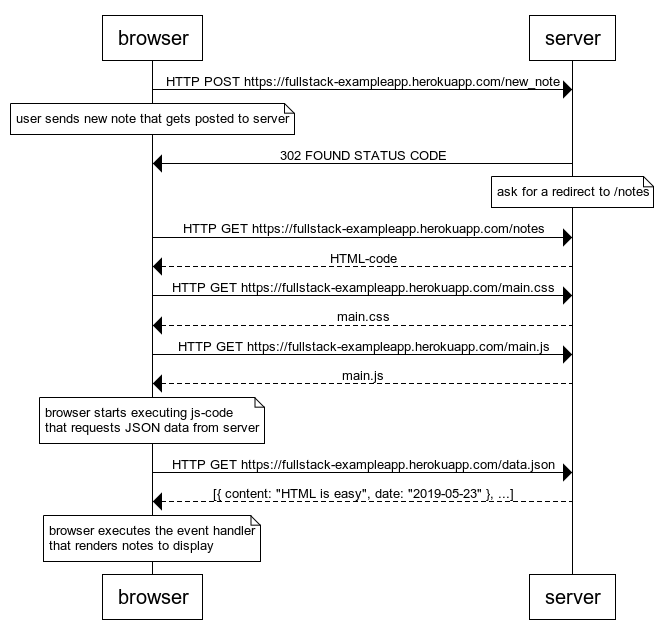 browser
server
HTTP POST https://fullstack-exampleapp.herokuapp.com/new_note
user sends new note that gets posted to server
302 FOUND STATUS CODE
ask for a redirect to /notes
HTTP GET https://fullstack-exampleapp.herokuapp.com/notes
HTML-code
HTTP GET https://fullstack-exampleapp.herokuapp.com/main.css
main.css
HTTP GET https://fullstack-exampleapp.herokuapp.com/main.js
main.js
browser starts executing js-code
that requests JSON data from server
HTTP GET https://fullstack-exampleapp.herokuapp.com/data.json
[{ content: "HTML is easy", date: "2019-05-23" }, ...]
browser executes the event handler
that renders notes to display
browser
server